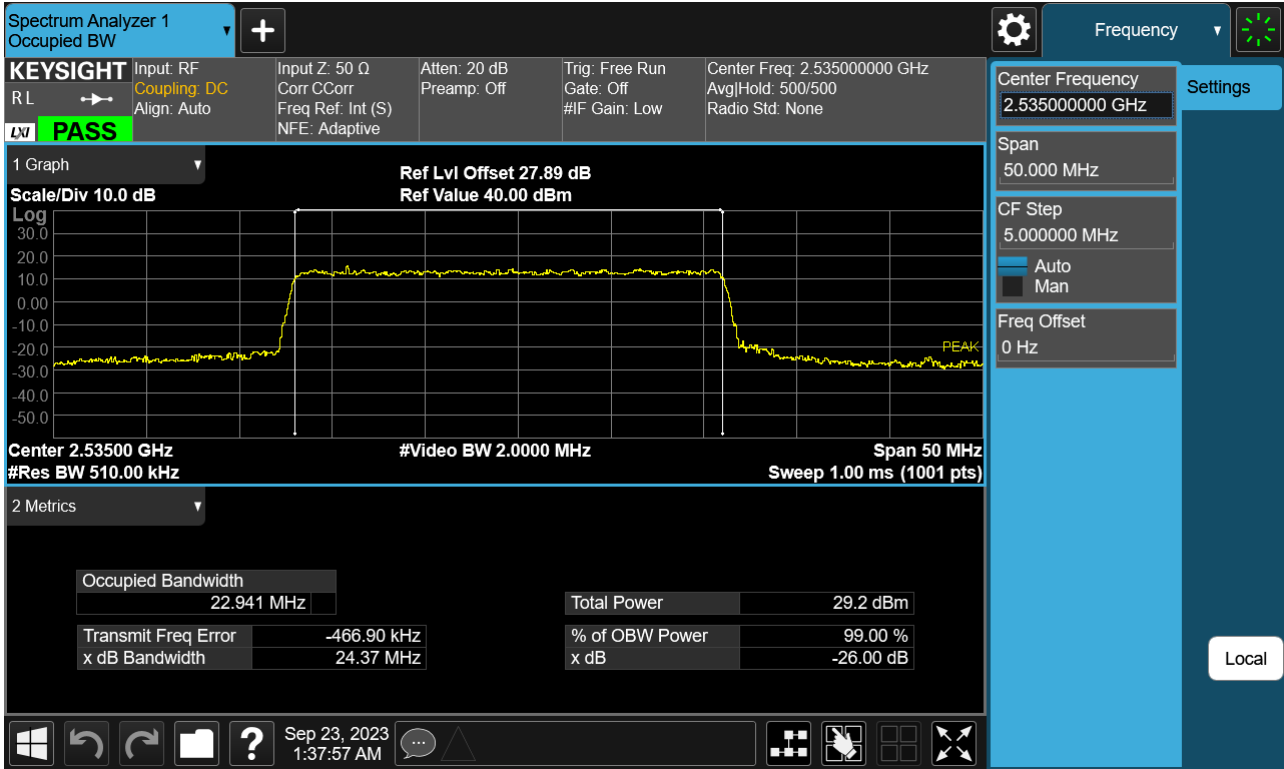 Spectrum Analyzer 1
Occupied BW
Frequency
KEYSIGHT
R L
LXI
PASS
Input: RF
Coupling: DC
Align: Auto
Input Z: 50 Ω
Corr CCorr
Freq Ref: Int (S)
NFE: Adaptive
Atten: 20 dB
Preamp: Off
Trig: Free Run
Gate: Off
#IF Gain: Low
Center Freq: 2.535000000 GHz
Avg|Hold: 500/500
Radio Std: None
Center Frequency
2.535000000 GHz
Settings
Span
50.000 MHz
CF Step
5.000000 MHz
Auto
Man
Freq Offset
0 Hz
Local
1 Graph
Scale/Div 10.0 dB
Ref Lvl Offset 27.89 dB
Ref Value 40.00 dBm
Log
30.0
20.0
10.0
0.00
-10.0
-20.0
-30.0
-40.0
-50.0
PEAK
Center 2.53500 GHz
#Video BW 2.0000 MHz
Span 50 MHz
#Res BW 510.00 kHz
Sweep 1.00 ms (1001 pts)
2 Metrics
Occupied Bandwidth
22.941 MHz
Total Power 29.2 dBm
Transmit Freq Error -466.90 kHz
% of OBW Power 99.00 %
x dB Bandwidth 24.37 MHz
x dB -26.00 dB
?
Sep 23, 2023
1:37:57 AM